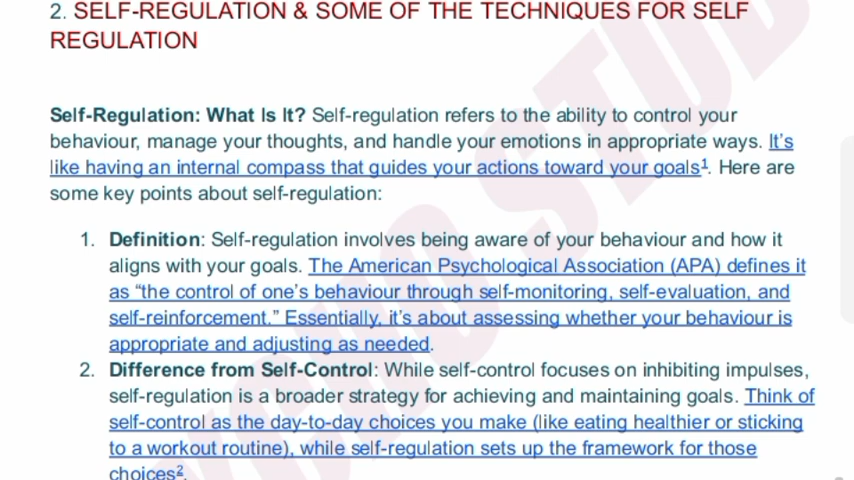 2. SELF-REGULATION & SOME OF THE TECHNIQUES FOR SELF
REGULATION
Self-Regulation: What Is It? Self-regulation refers to the ability to control your
behaviour, manage your thoughts, and handle your emotions in appropriate ways. It’s
like having an internal compass that guides your actions toward your goals¹. Here are
some key points about self-regulation:
1. Definition: Self-regulation involves being aware of your behaviour and how it
aligns with your goals. The American Psychological Association (APA) defines it
as “the control of one’s behaviour through self-monitoring, self-evaluation, and
self-reinforcement.” Essentially, it’s about assessing whether your behaviour is
appropriate and adjusting as needed.
2. Difference from Self-Control: While self-control focuses on inhibiting impulses,
self-regulation is a broader strategy for achieving and maintaining goals. Think of
self-control as the day-to-day choices you make (like eating healthier or sticking
to a workout routine), while self-regulation sets up the framework for those
choices².